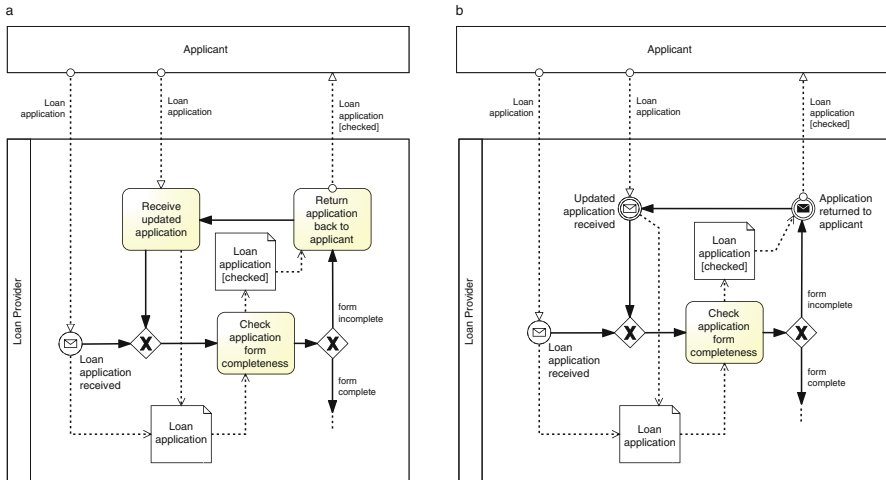 a
Applicant
Loan
application
Loan
application
Loan
application
[checked]
Loan Provider
Receive
updated
application
Return
application
back to
applicant
Loan
application
[checked]
form
incomplete
X
Check
application
form
completeness
X
Loan
application
received
form
complete
Loan
application
b
Applicant
Loan
application
Loan
application
Loan
application
[checked]
Loan Provider
Updated
application
received
Application
returned to
applicant
Loan
application
[checked]
form
incomplete
X
Check
application
form
completeness
X
Loan
application
received
form
complete
Loan
application